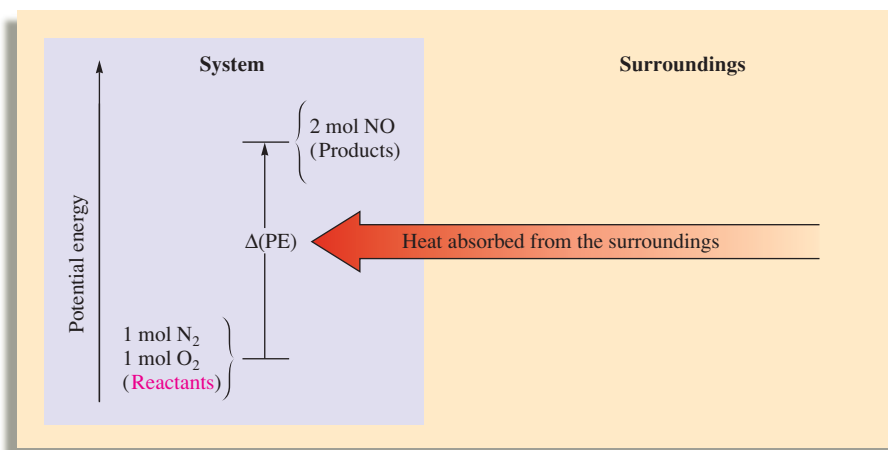 System
Surroundings
2 mol NO
(Products)
Potential energy
Δ(PE)
Heat absorbed from the surroundings
1 mol N₂
1 mol O₂
(Reactants)